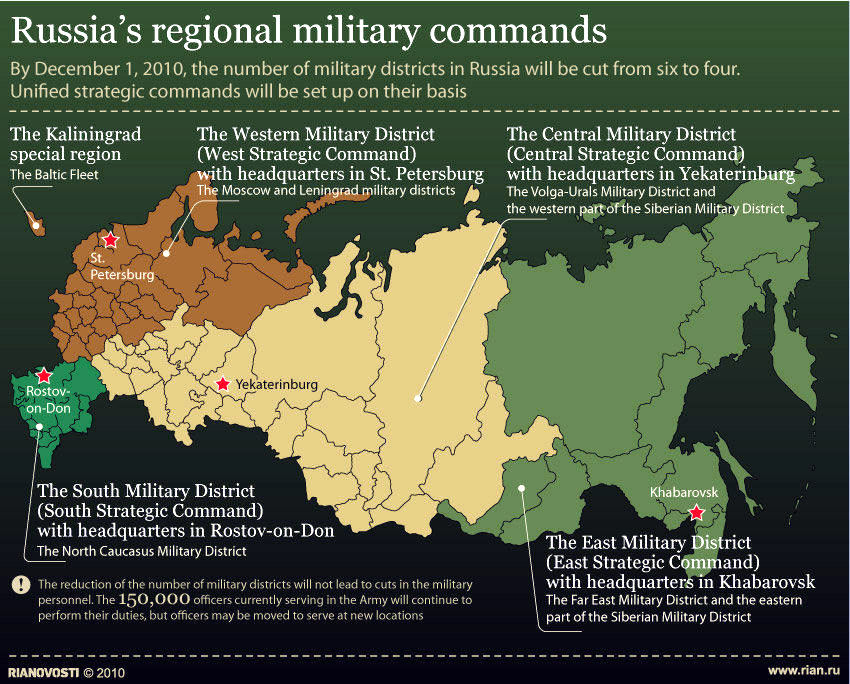 Russia's regional military commands
By December 1, 2010, the number of military districts in Russia will be cut from six to four.
Unified strategic commands will be set up on their basis
The Kaliningrad
special region
The Baltic Fleet
The Western Military District
(West Strategic Command)
with headquarters in St. Petersburg
The Moscow and Leningrad military districts
The Central Military District
(Central Strategic Command)
with headquarters in Yekaterinburg
The Volga-Urals Military District and
the western part of the Siberian Military District
St.
Petersburg
Yekaterinburg
Rostov-
on-Don
Khabarovsk
The South Military District
(South Strategic Command)
with headquarters in Rostov-on-Don
The North Caucasus Military District
The East Military District
(East Strategic Command)
with headquarters in Khabarovsk
The Far East Military District and the eastern
part of the Siberian Military District
! The reduction of the number of military districts will not lead to cuts in the military
personnel. The 150,000 officers currently serving in the Army will continue to
perform their duties, but officers may be moved to serve at new locations
RIANOVOSTI © 2010
www.rian.ru